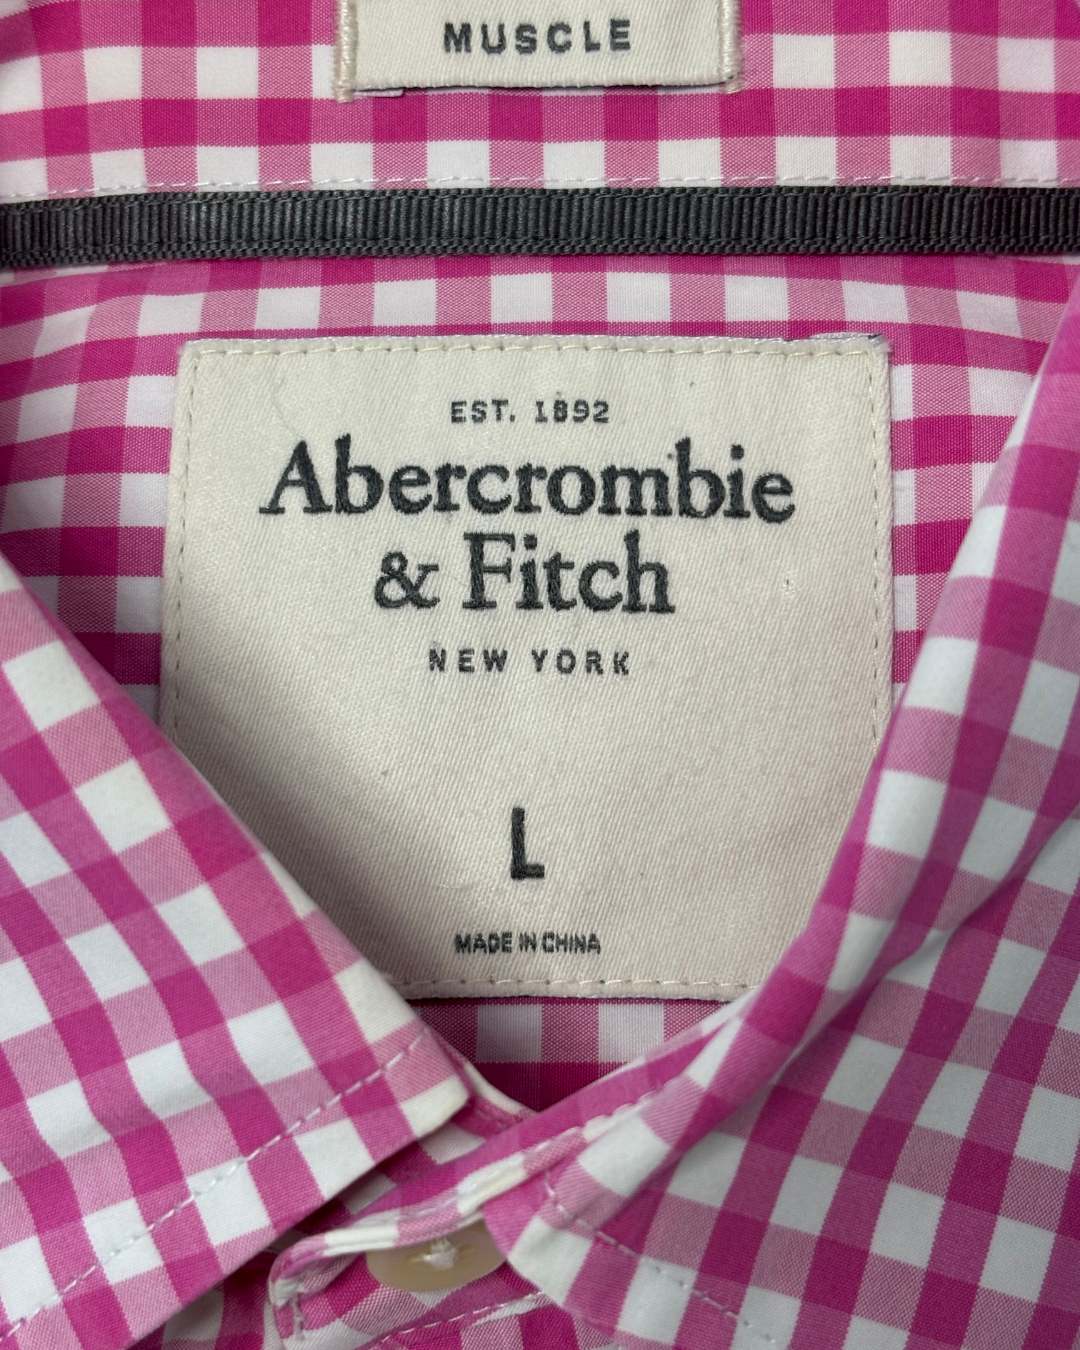 MUSCLE
EST. 1892
Abercrombie
& Fitch
NEW YORK
L
MADE IN CHINA